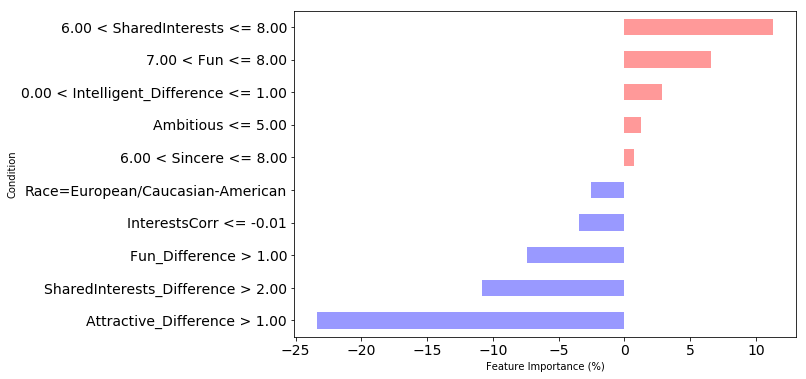 6.00 < SharedInterests <= 8.00
7.00 < Fun <= 8.00
0.00 < Intelligent_Difference <= 1.00
Ambitious <= 5.00
6.00 < Sincere <= 8.00
Race=European/Caucasian-American
InterestsCorr <= -0.01
Fun_Difference > 1.00
SharedInterests_Difference > 2.00
Attractive_Difference > 1.00
Condition
−25 −20 −15 −10 −5 0 5 10
Feature Importance (%)